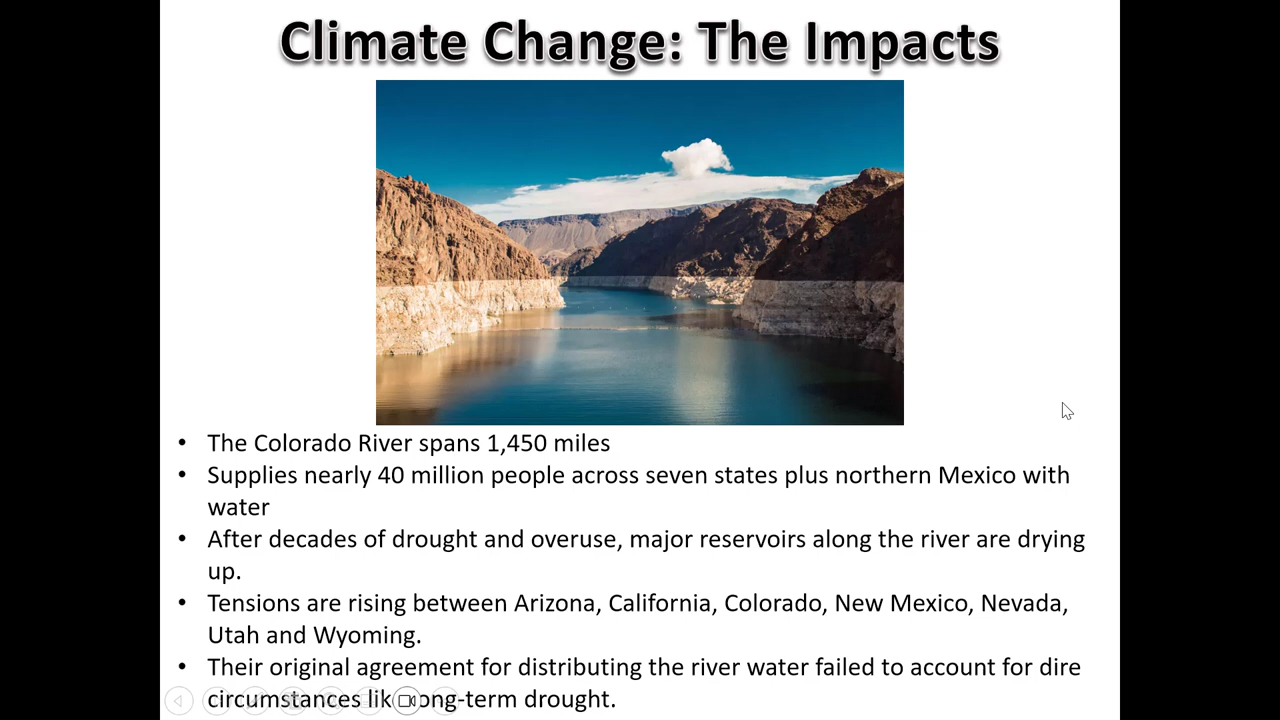 Climate Change: The Impacts
• The Colorado River spans 1,450 miles
• Supplies nearly 40 million people across seven states plus northern Mexico with
water
• After decades of drought and overuse, major reservoirs along the river are drying
up.
• Tensions are rising between Arizona, California, Colorado, New Mexico, Nevada,
Utah and Wyoming.
• Their original agreement for distributing the river water failed to account for dire
circumstances like long-term drought.